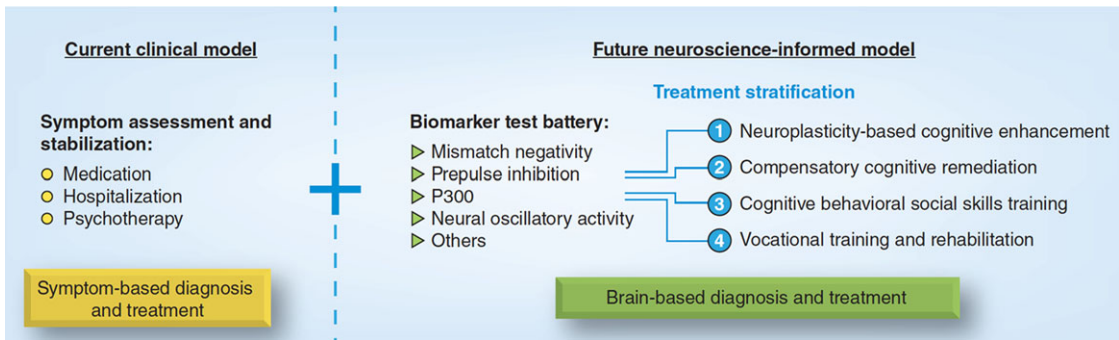 Current clinical model
Symptom assessment and
stabilization:
Medication
Hospitalization
Psychotherapy
Symptom-based diagnosis
and treatment
Future neuroscience-informed model
Treatment stratification
Biomarker test battery:
Mismatch negativity
Prepulse inhibition
P300
Neural oscillatory activity
Others
1 Neuroplasticity-based cognitive enhancement
2 Compensatory cognitive remediation
3 Cognitive behavioral social skills training
4 Vocational training and rehabilitation
Brain-based diagnosis and treatment